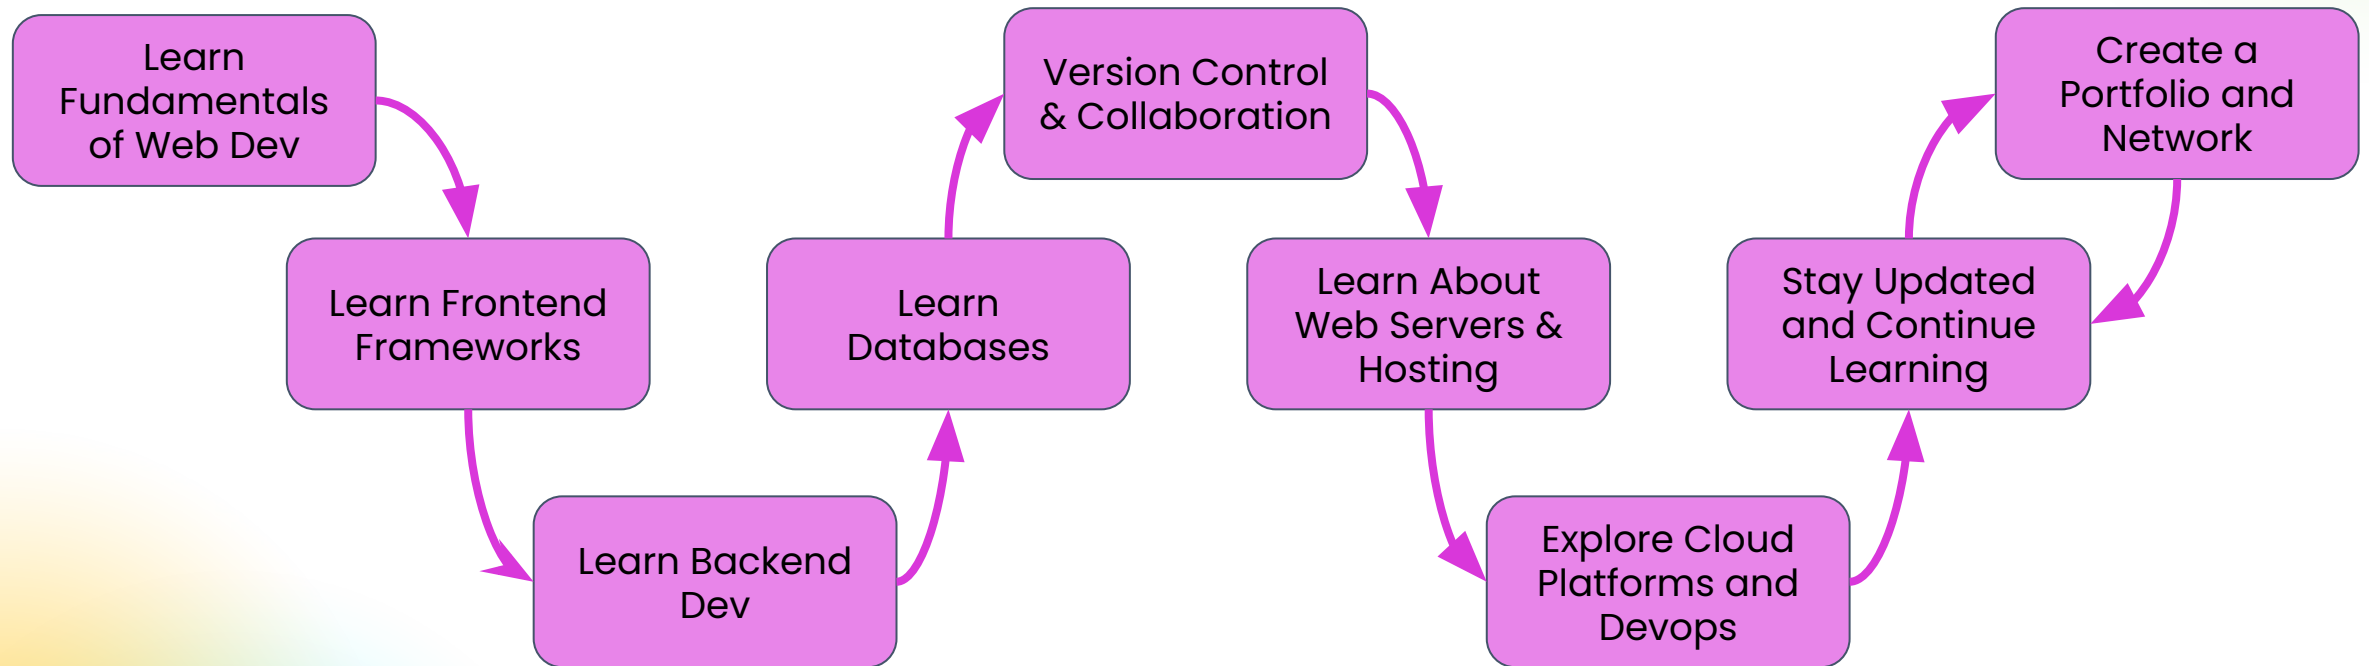 Learn
Fundamentals
of Web Dev
Learn Frontend
Frameworks
Learn Backend
Dev
Learn
Databases
Version Control
& Collaboration
Learn About
Web Servers &
Hosting
Explore Cloud
Platforms and
Devops
Stay Updated
and Continue
Learning
Create a
Portfolio and
Network